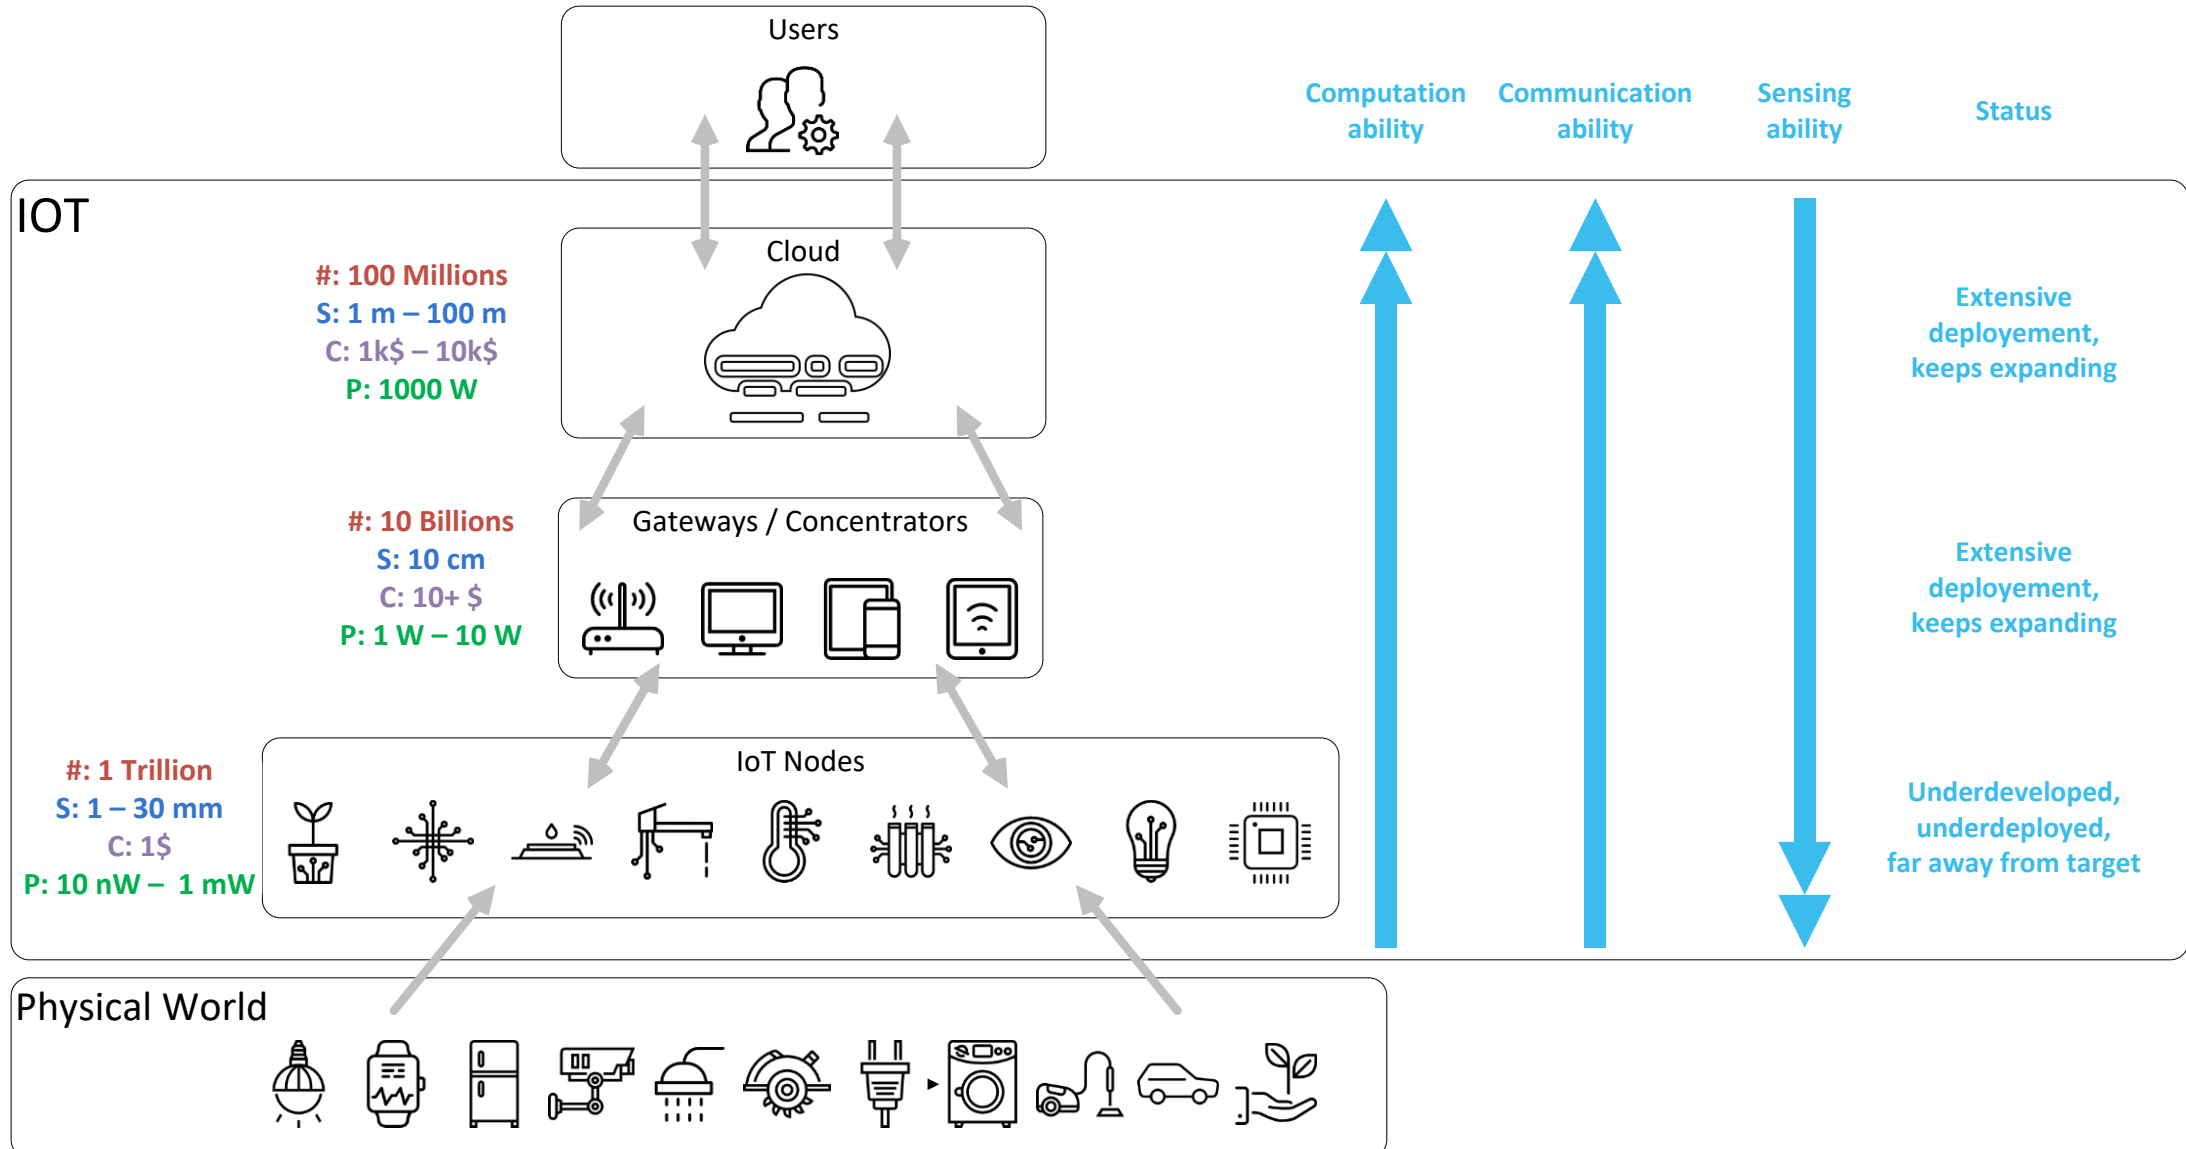 Users
Computation
ability
Communication
ability
Sensing
ability
Status
IOT
Cloud
#: 100 Millions
S: 1 m – 100 m
C: 1k$ – 10k$
P: 1000 W
Extensive
deployement,
keeps expanding
Gateways / Concentrators
#: 10 Billions
S: 10 cm
C: 10+ $
P: 1 W – 10 W
Extensive
deployement,
keeps expanding
IoT Nodes
#: 1 Trillion
S: 1 – 30 mm
C: 1$
P: 10 nW – 1 mW
Underdeveloped,
underdeployed,
far away from target
Physical World